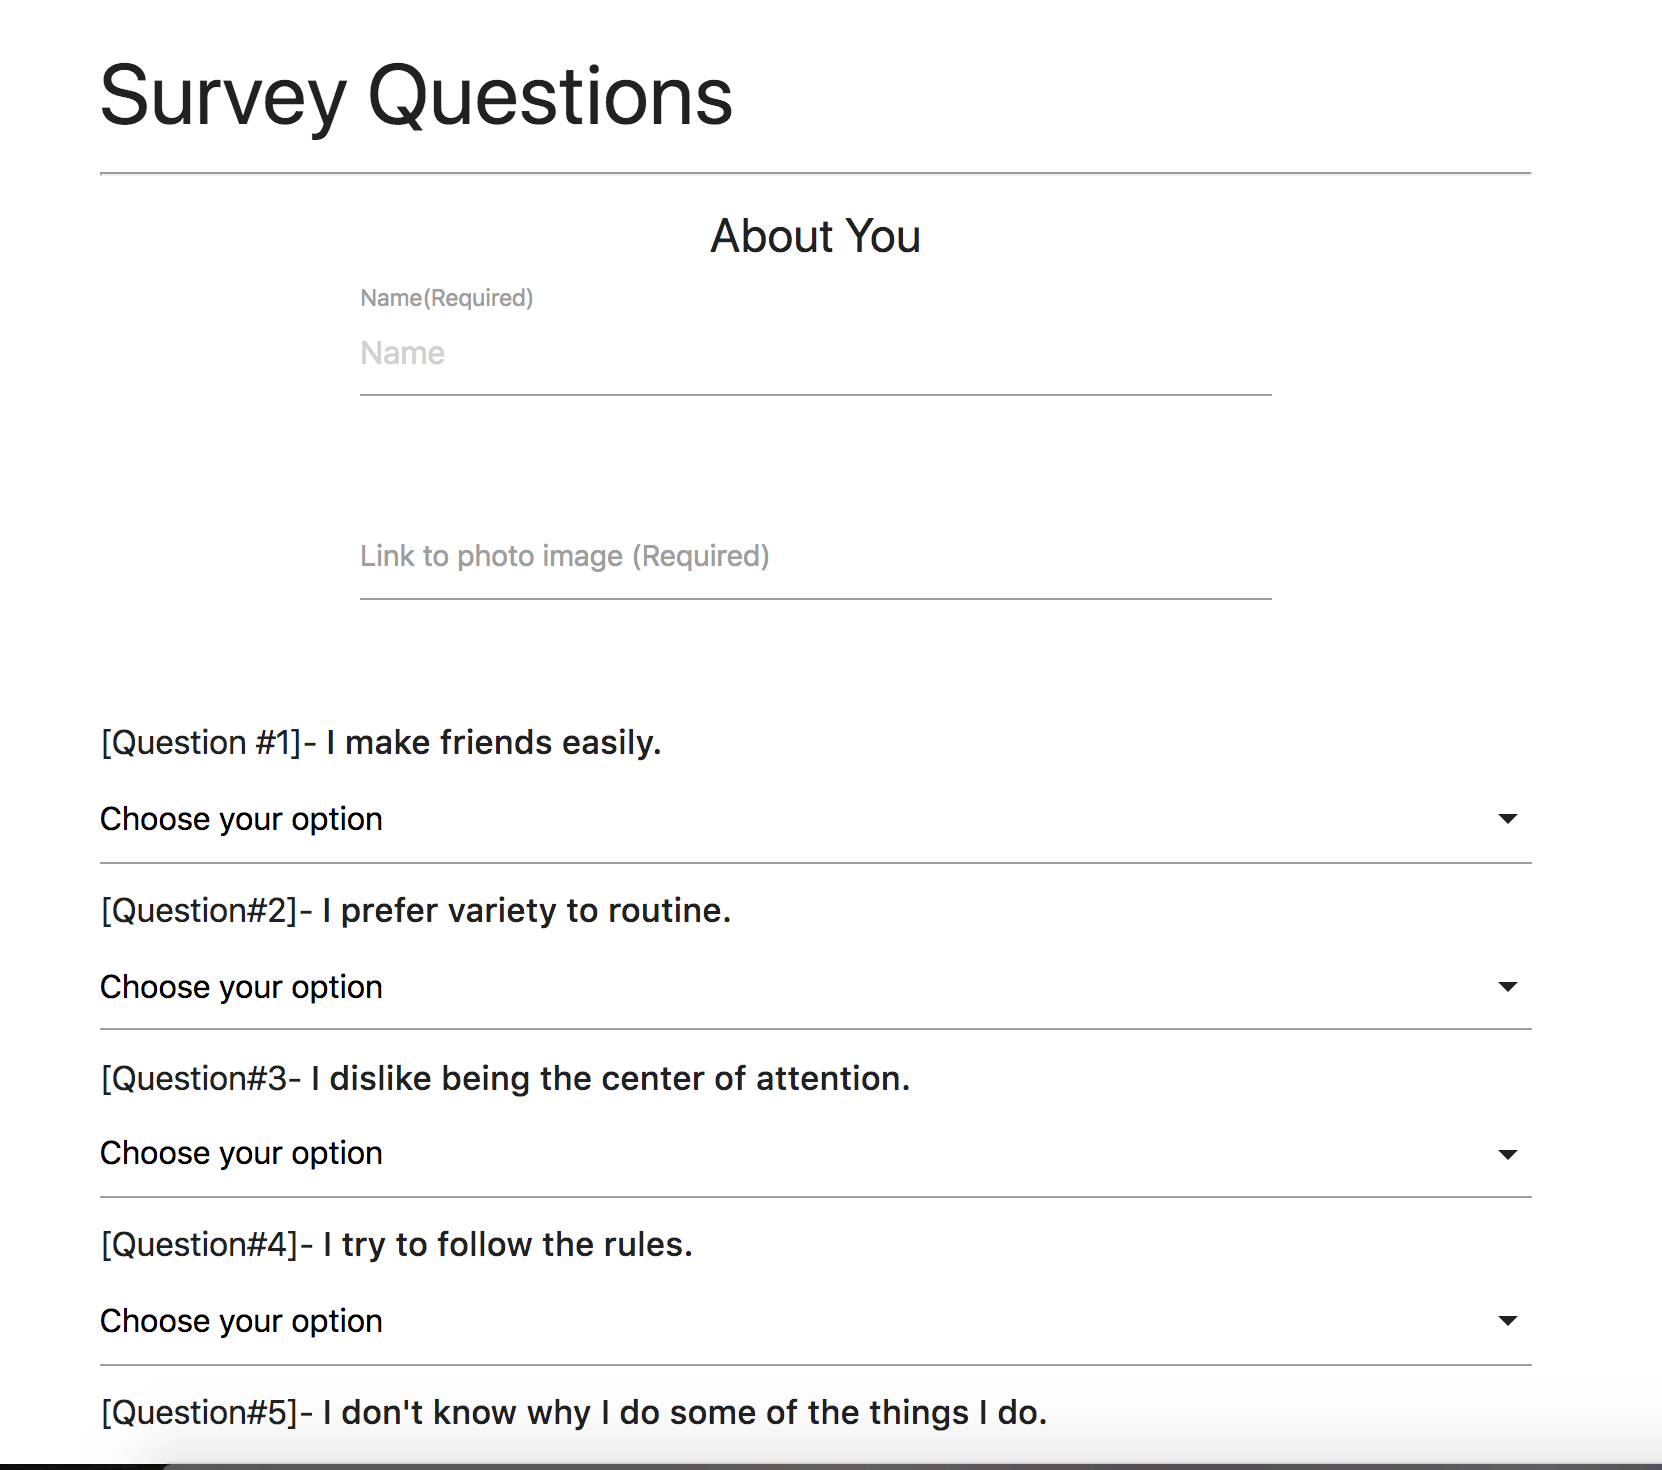 Survey Questions
About You
Name(Required)
Name
Link to photo image (Required)
[Question #1]- I make friends easily.
Choose your option
[Question#2]- I prefer variety to routine.
Choose your option
[Question#3- I dislike being the center of attention.
Choose your option
[Question#4]- I try to follow the rules.
Choose your option
[Question#5]- I don't know why I do some of the things I do.